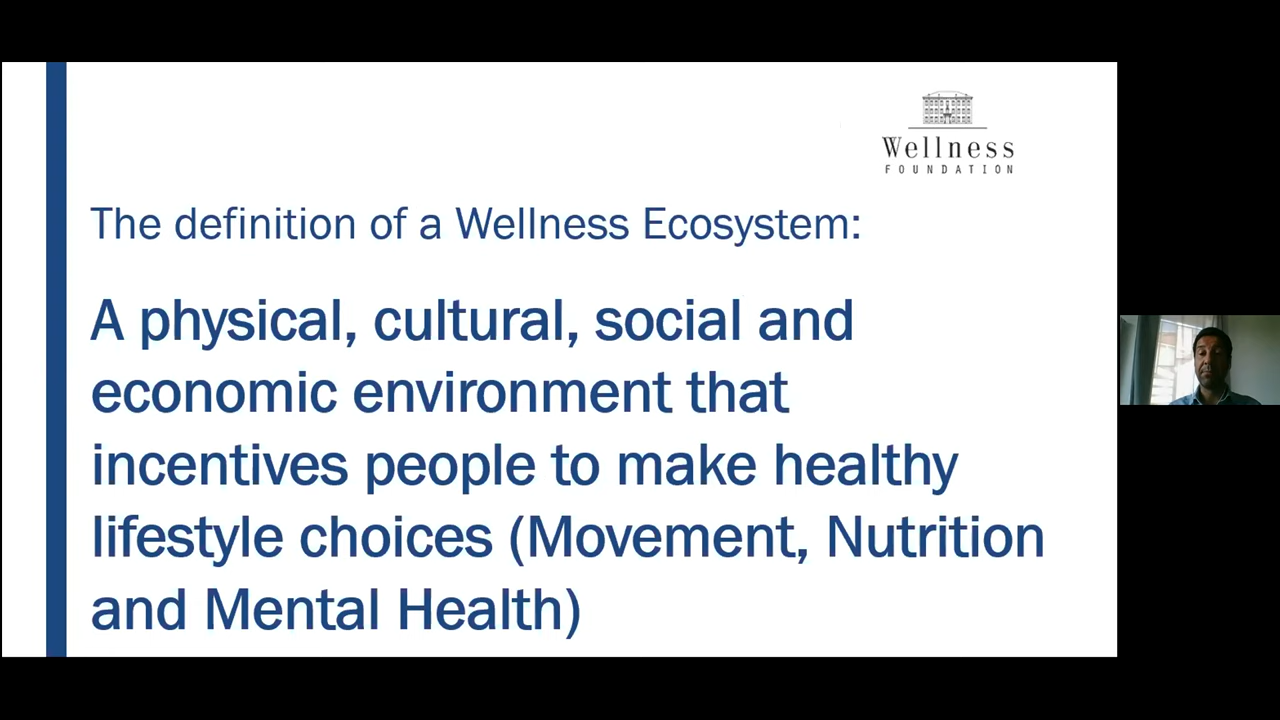 Wellness
FOUNDATION
The definition of a Wellness Ecosystem:
A physical, cultural, social and
economic environment that
incentives people to make healthy
lifestyle choices (Movement, Nutrition
and Mental Health)